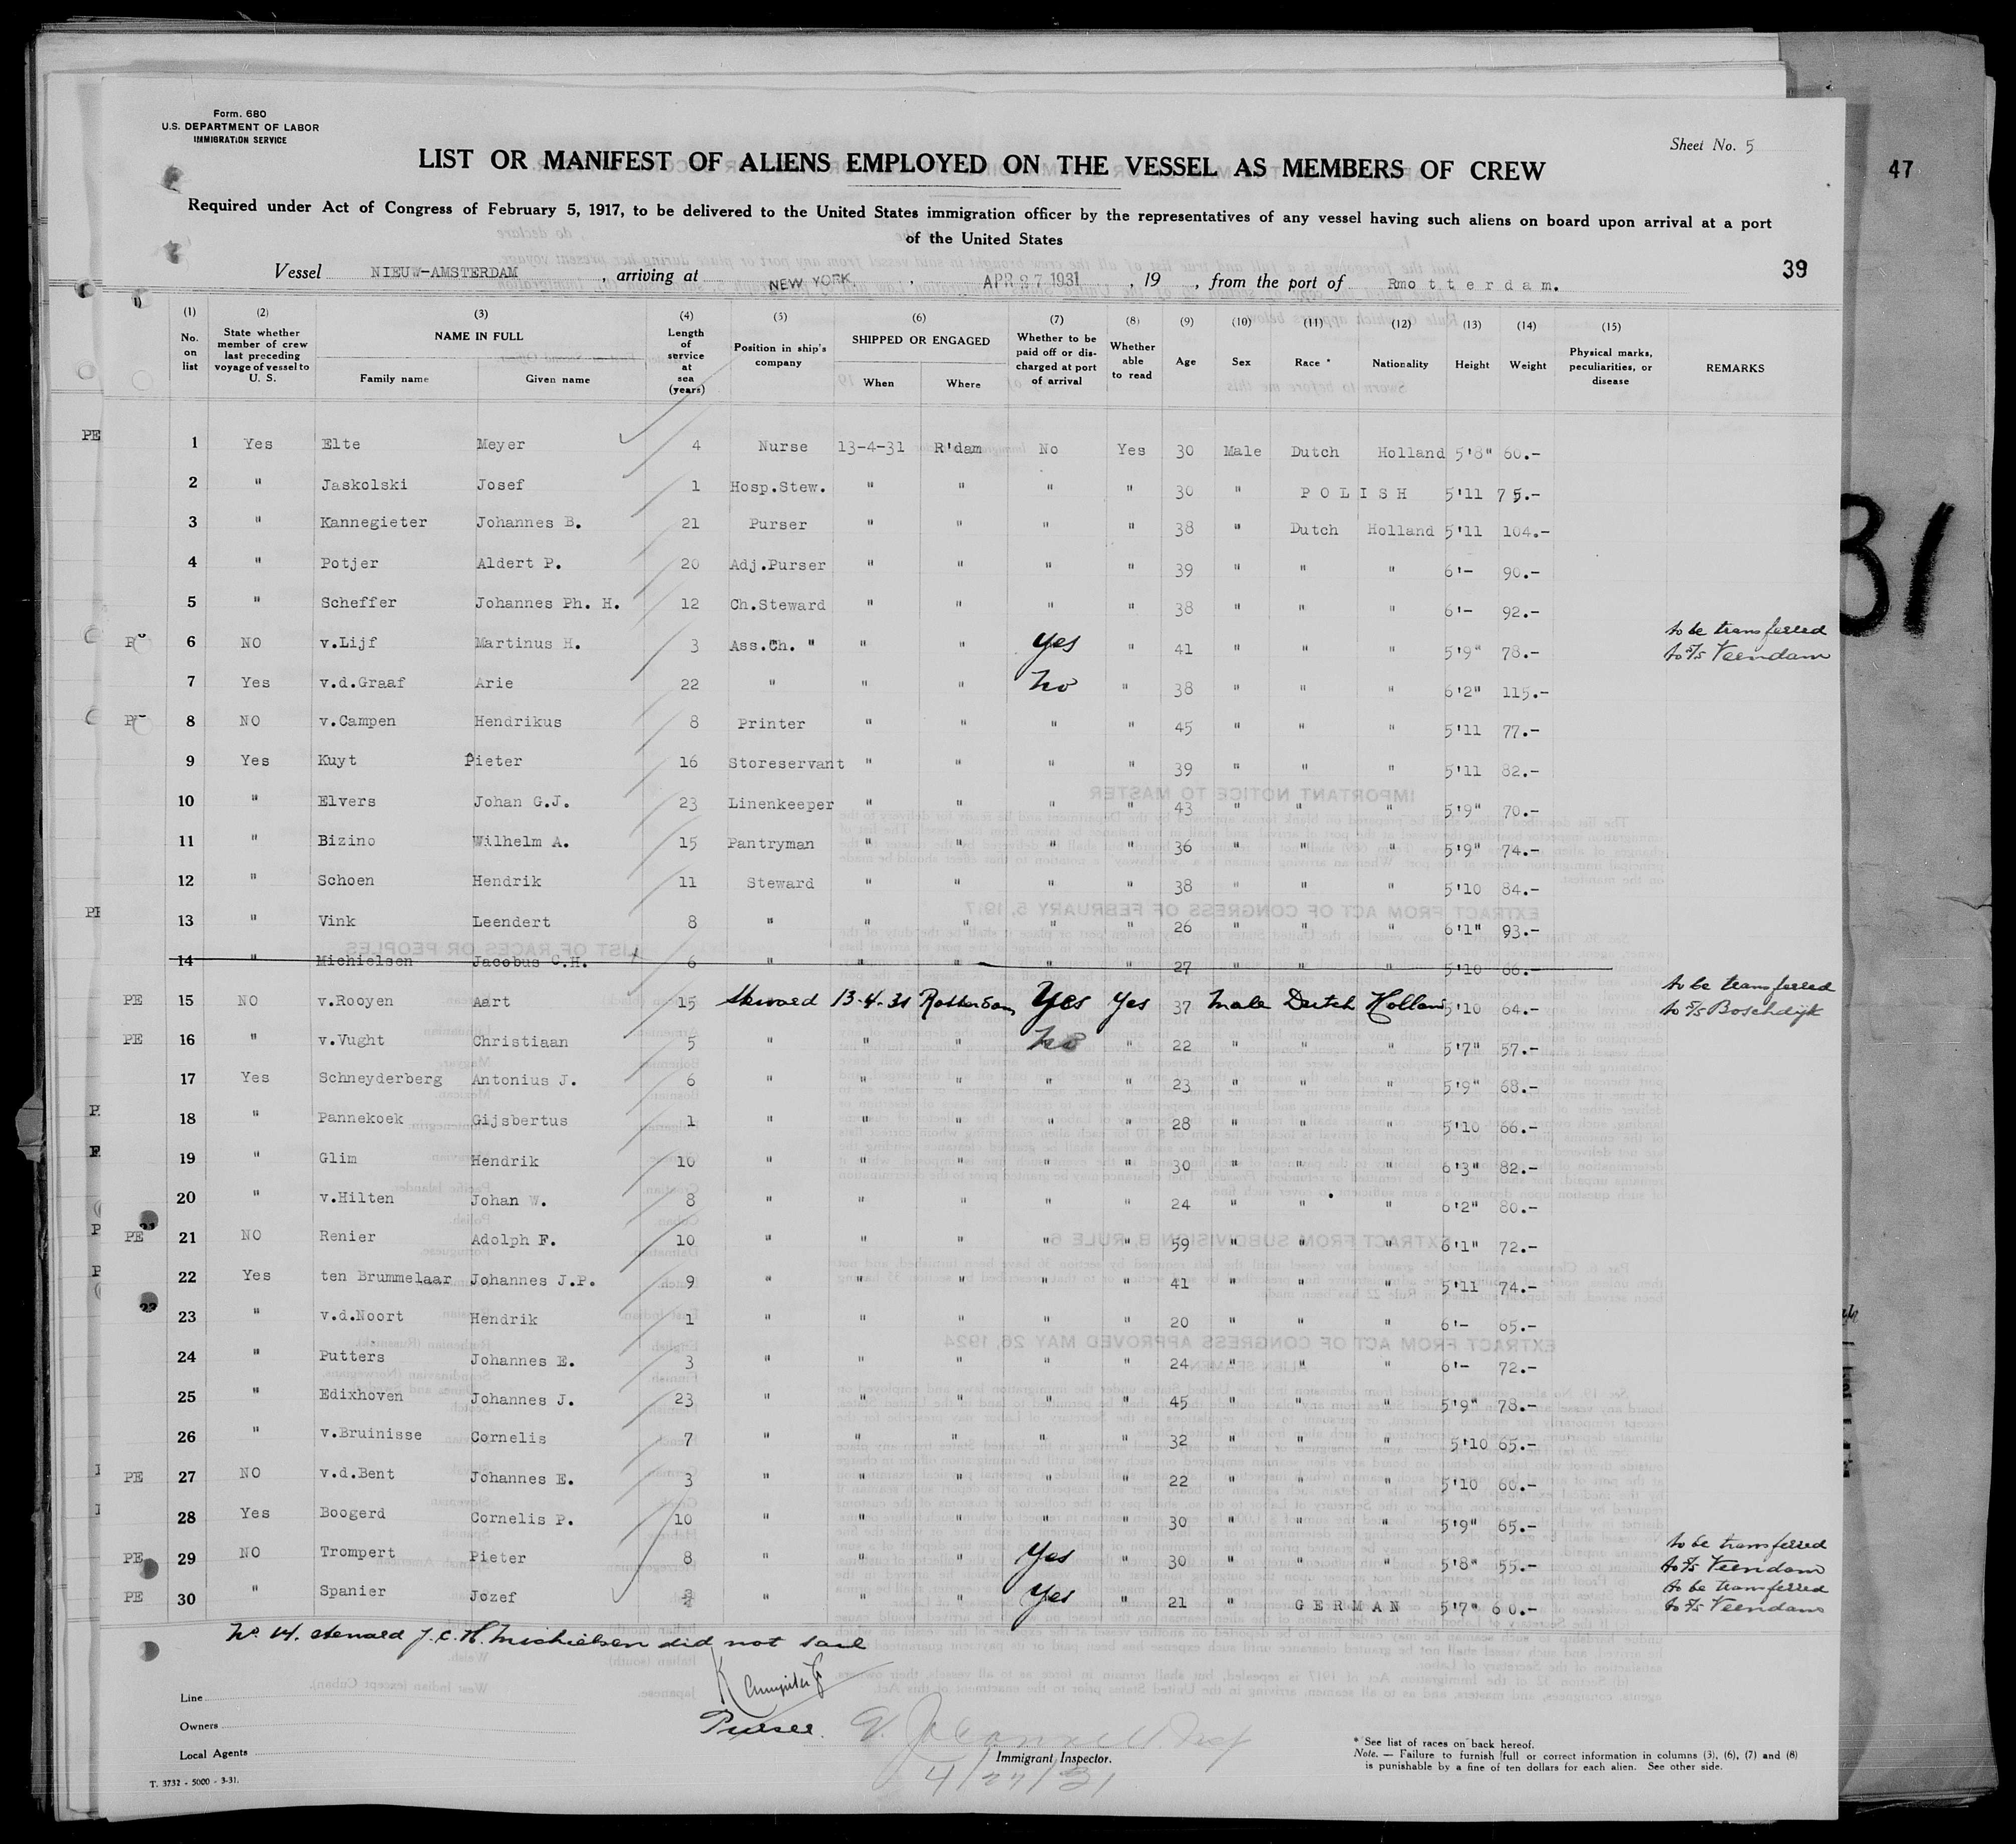 Form. 680
U.S. DEPARTMENT OF LABOR
IMMIGRATION SERVICE
Sheet No. 5
47
LIST OR MANIFEST OF ALIENS EMPLOYED ON THE VESSEL AS MEMBERS OF CREW
Required under Act of Congress of February 5, 1917, to be delivered to the United States immigration officer by the representatives of any vessel having such aliens on board upon arrival at a port
of the United States
39
Vessel NIEUW-AMSTERDAM, arriving at NEW YORK, APR 27 1931, 19 , from the port of Rmotterdam.
(1) No. on list (2) State whether member of crew last preceding voyage of vessel to U. S. (3) NAME IN FULL Family name Given name (4) Length of service at sea (years) (5) Position in ship's company (6) SHIPPED OR ENGAGED When Where (7) Whether to be paid off or discharged at port of arrival (8) Whether able to read (9) Age (10) Sex (11) Race * (12) Nationality (13) Height (14) Weight (15) Physical marks, peculiarities, or disease REMARKS
1 Yes Elte Meyer 4 Nurse 13-4-31 R'dam No Yes 30 Male Dutch Holland 5'8" 60.-
2 " Jaskolski Josef 1 Hosp.Stew. " " " " 30 " POLISH 5'11 75.-
3 " Kannegieter Johannes B. 21 Purser " " " " 38 " Dutch Holland 5'11 104.-
4 " Potjer Aldert P. 20 Adj.Purser " " " " 39 " " " 6'- 90.-
5 " Scheffer Johannes Ph. H. 12 Ch.Steward " " " " 38 " " " 6'- 92.-
6 NO v.Lijf Martinus H. 3 Ass.Ch. " " " Yes " 41 " " " 5'9" 78.- to be transferred to s/s Veendam
7 Yes v.d.Graaf Arie 22 " " " No " 38 " " " 6'2" 115.-
8 NO v.Campen Hendrikus 8 Printer " " " " 45 " " " 5'11 77.-
9 Yes Kuyt Pieter 16 Storeservant " " " " 39 " " " 5'11 82.-
10 " Elvers Johan G.J. 23 Linenkeeper " " " " 43 " " " 5'9" 70.-
11 " Bizino Wilhelm A. 15 Pantryman " " " " 36 " " " 5'9" 74.-
12 " Schoen Hendrik 11 Steward " " " " 38 " " " 5'10 84.-
13 " Vink Leendert 8 " " " " " 26 " " " 6'1" 93.-
14 " Michielsen Jacobus C.H. 6 " " " " " 27 " " " 5'10 66.-
PE 15 NO v.Rooyen Aart 15 Steward 13-4-31 Rotterdam Yes Yes 37 Male Dutch Holland 5'10 64.- to be transferred to s/s Boschdijk
PE 16 " v.Vught Christiaan 5 " " " No " 22 " " " 5'7" 57.-
17 Yes Schneyderberg Antonius J. 6 " " " " " 23 " " " 5'9" 68.-
18 " Pannekoek Gijsbertus 1 " " " " " 28 " " " 5'10 66.-
19 " Glim Hendrik 10 " " " " " 30 " " " 6'3" 82.-
20 " v.Hilten Johan W. 8 " " " " " 24 " " " 6'2" 80.-
PE 21 NO Renier Adolph F. 10 " " " " " 59 " " " 6'1" 72.-
22 Yes ten Brummelaar Johannes J.P. 9 " " " " " 41 " " " 5'11 74.-
23 " v.d.Noort Hendrik 1 " " " " " 20 " " " 6'- 65.-
24 " Putters Johannes E. 3 " " " " " 24 " " " 6'- 72.-
25 " Edixhoven Johannes J. 23 " " " " " 45 " " " 5'9" 78.-
26 " v.Bruinisse Cornelis 7 " " " " " 32 " " " 5'10 65.-
PE 27 NO v.d.Bent Johannes E. 3 " " " " " 22 " " " 5'10 60.-
28 Yes Boogerd Cornelis P. 10 " " " " " 30 " " " 5'9" 65.-
PE 29 NO Trompert Pieter 8 " " " Yes " 30 " " " 5'8" 55.- to be transferred to s/s Veendam
PE 30 " Spanier Jozef " " " Yes " 21 " GERMAN 5'7" 60.- to be transferred to s/s Veendam
No. 14. steward J.C.H. Michielsen did not sail
Purser.
Line
Owners
Local Agents
T. 3732 - 5000 - 3-31.
Immigrant Inspector.
4/27/31
* See list of races on back hereof.
Note. — Failure to furnish full or correct information in columns (3), (6), (7) and (8)
is punishable by a fine of ten dollars for each alien. See other side.
31